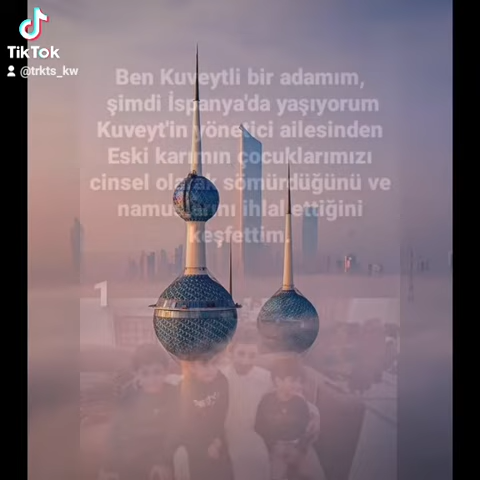 TikTok
@trkts_kw
Ben Kuveytli bir adamım,
şimdi İspanya'da yaşıyorum
Kuveyt'in yönetici ailesinden
Eski karımın çocuklarımızı
cinsel olarak sömürdüğünü ve
namuslarını ihlal ettiğini
keşfettim.
1